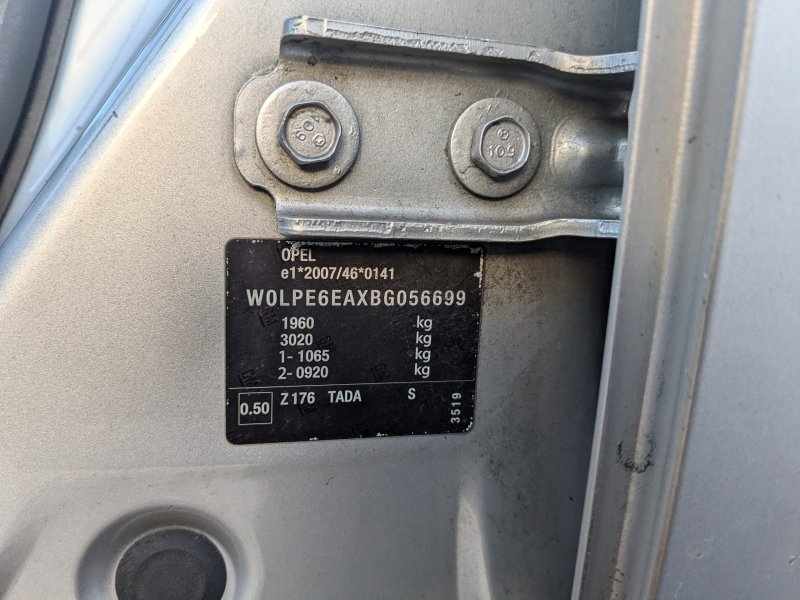 10.9
OPEL
e1*2007/46*0141
W0LPE6EAXBG056699
1960 kg
3020 kg
1- 1065 kg
2- 0920 kg
0.50 Z176 TADA S
3519